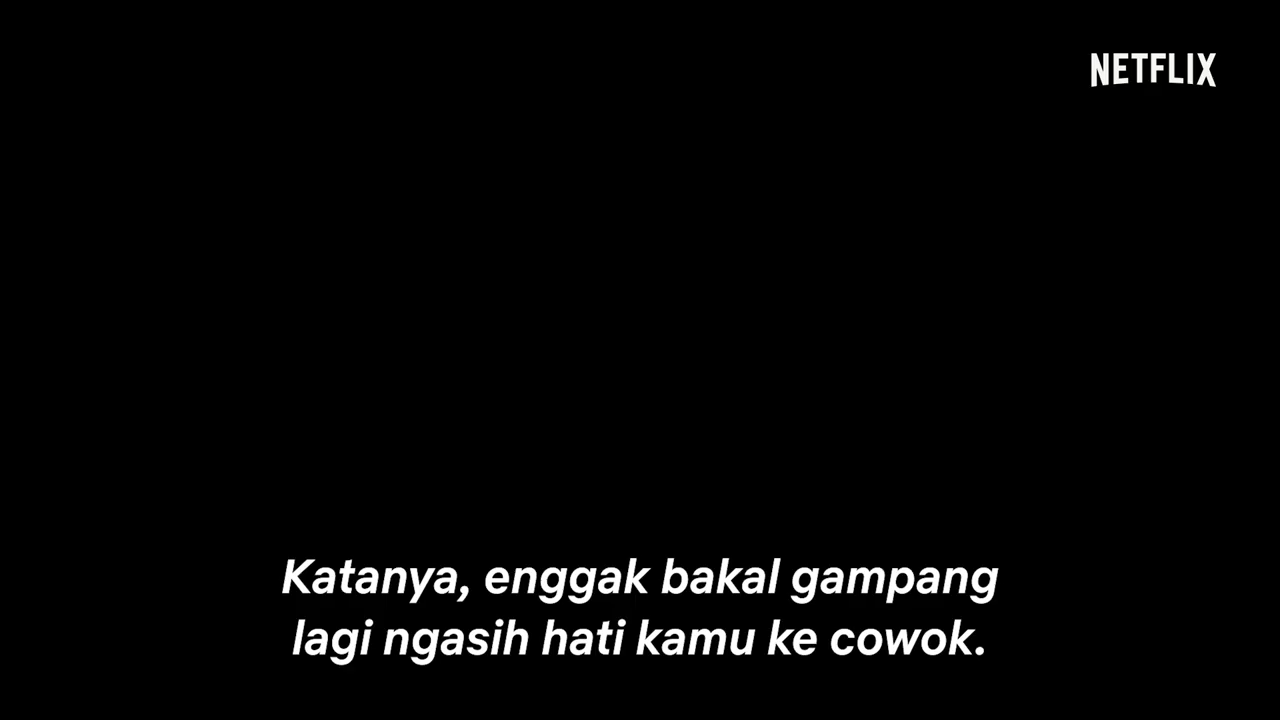 NETFLIX
Katanya, enggak bakal gampang
lagi ngasih hati kamu ke cowok.